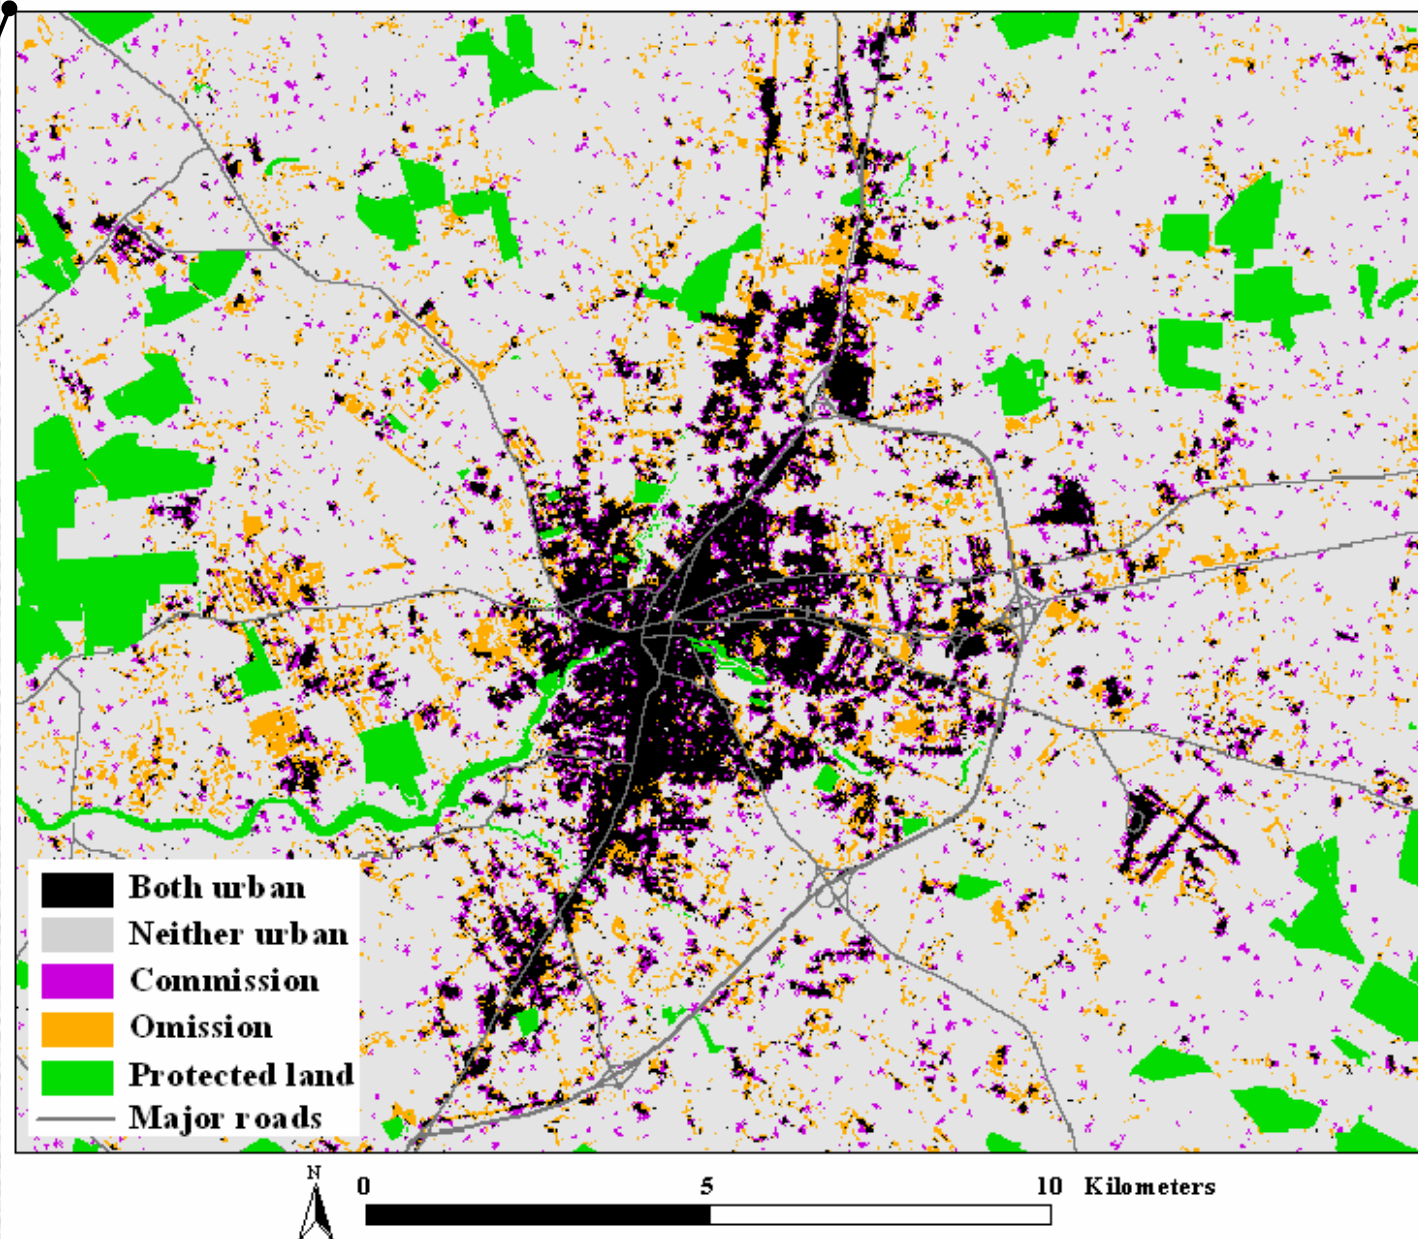 Both urban
Neither urban
Commission
Omission
Protected land
Major roads
N
0 5 10 Kilometers